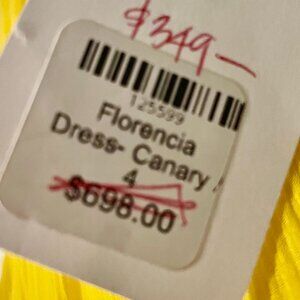 $349—
125599
Florencia
Dress- Canary
4
$698.00